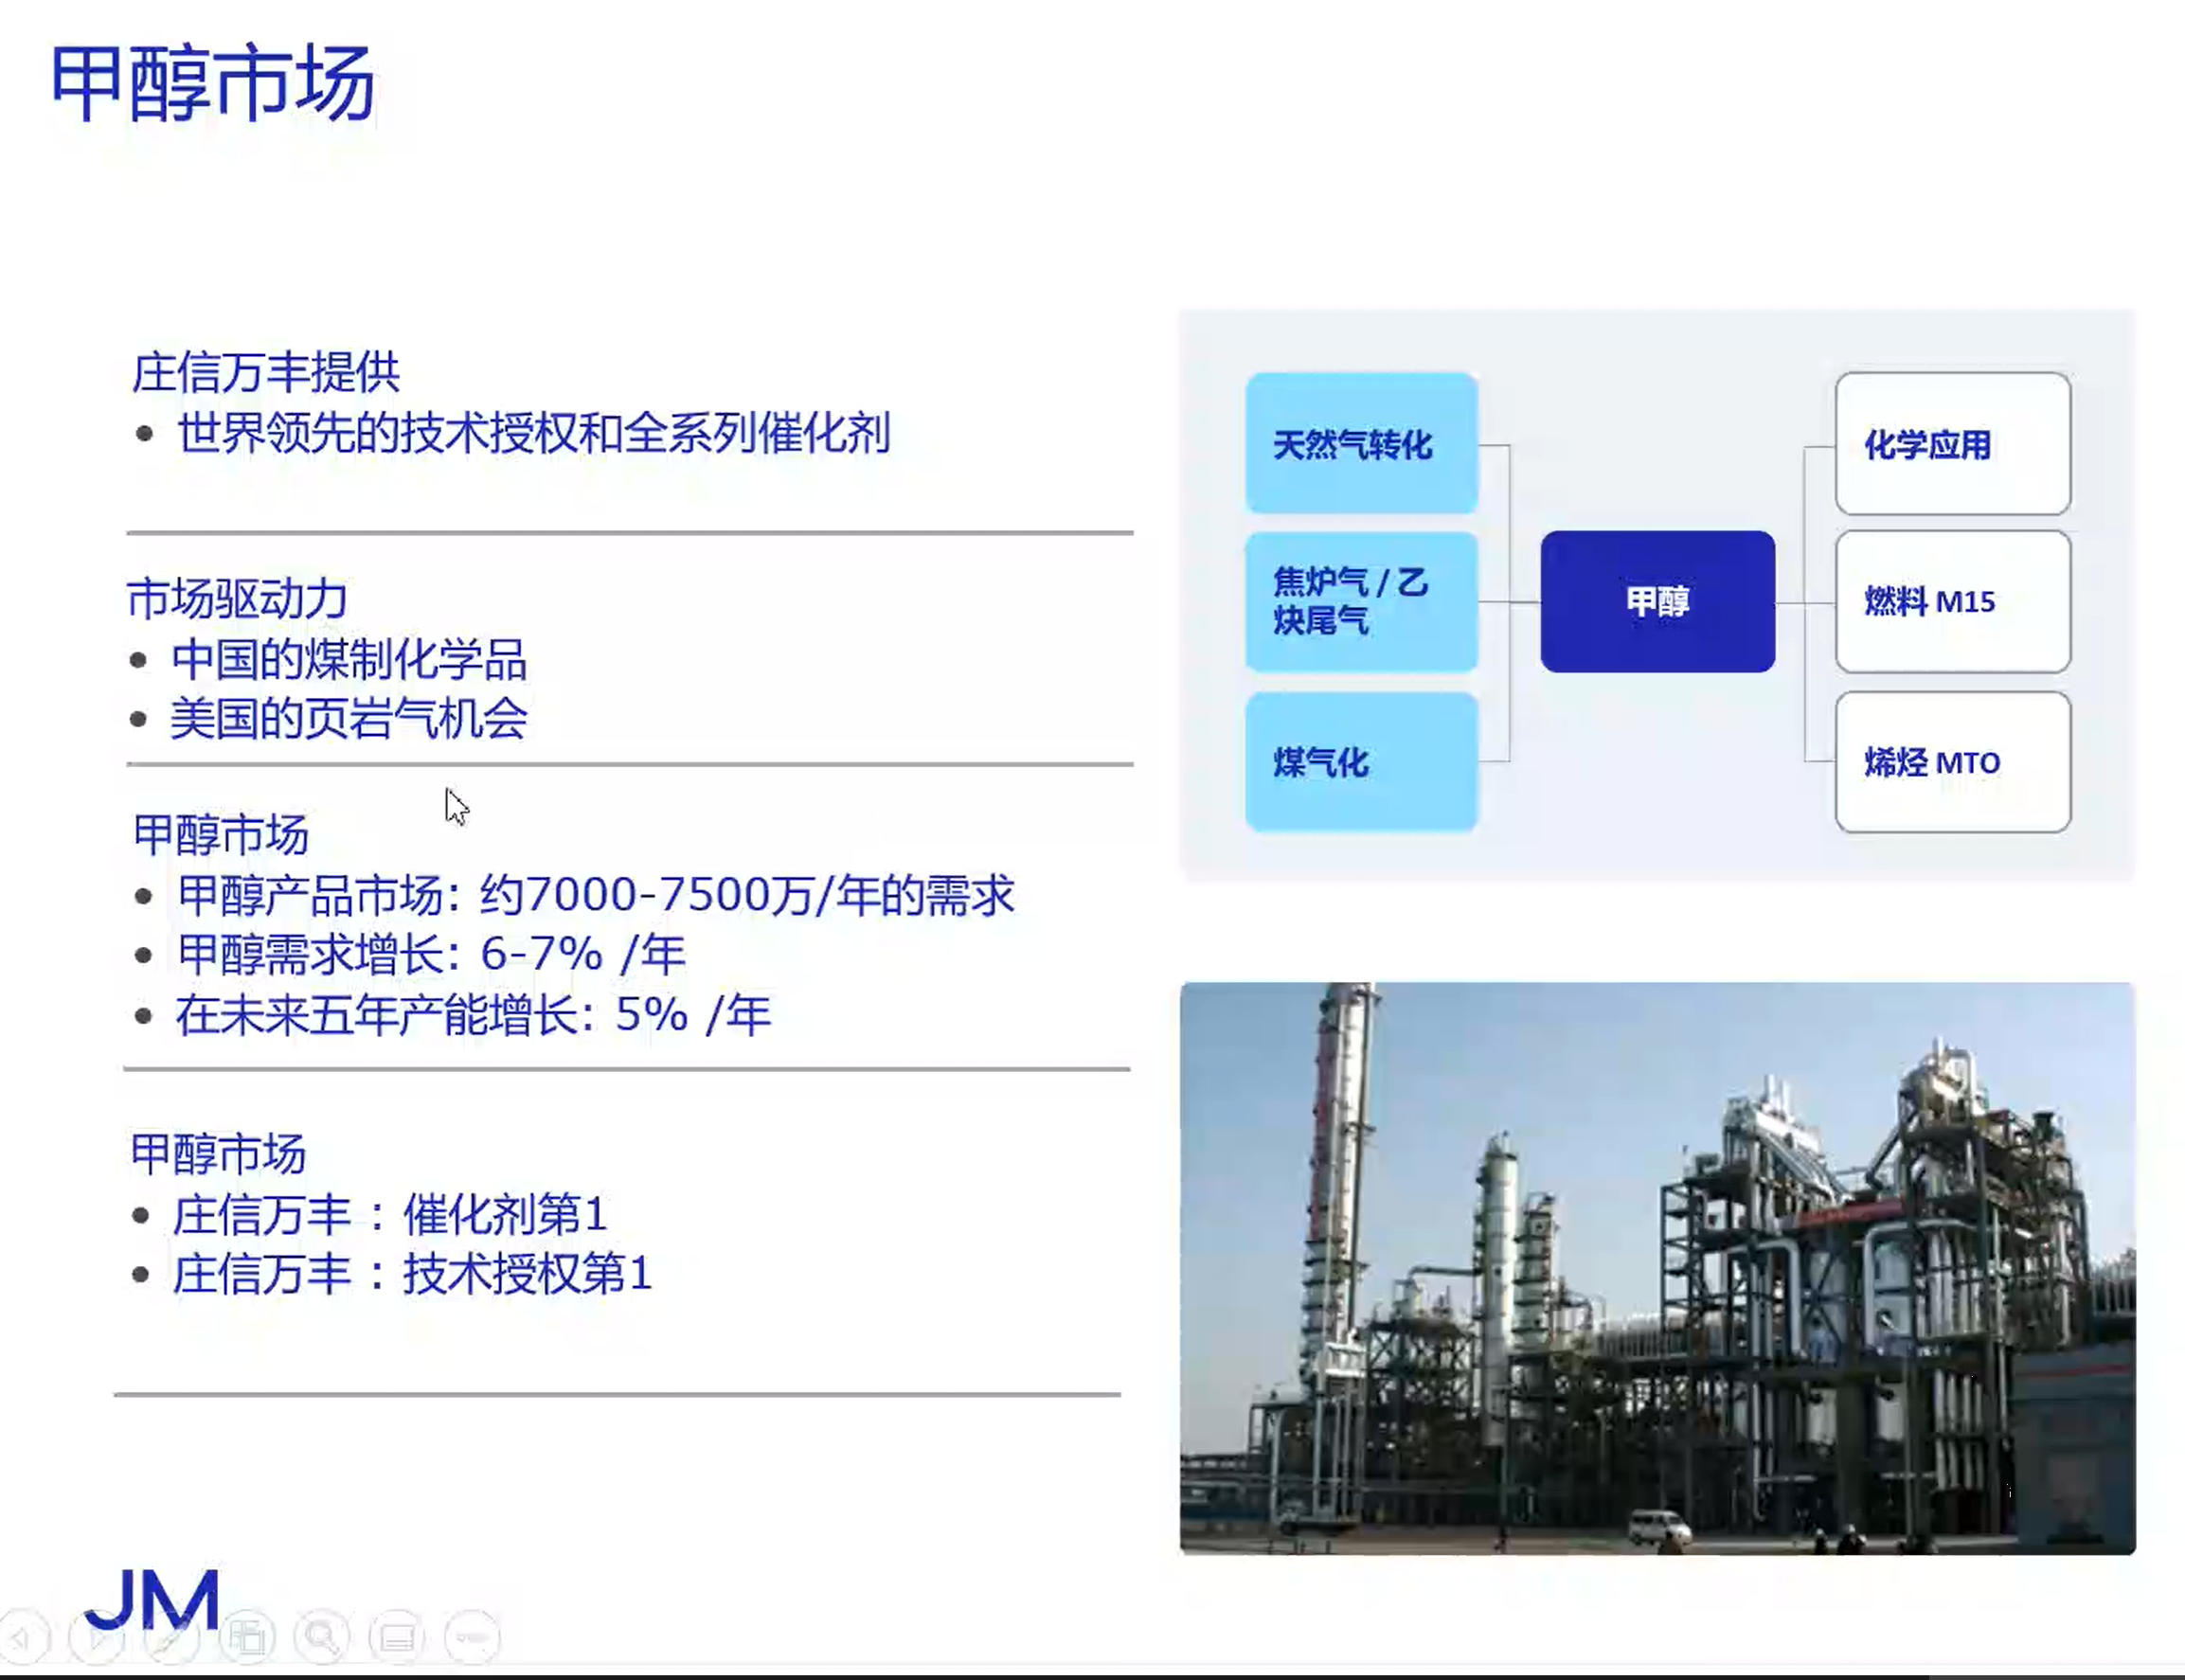 甲醇市场
庄信万丰提供
• 世界领先的技术授权和全系列催化剂
市场驱动力
• 中国的煤制化学品
• 美国的页岩气机会
甲醇市场
• 甲醇产品市场：约7000-7500万/年的需求
• 甲醇需求增长：6-7% /年
• 在未来五年产能增长：5% /年
甲醇市场
• 庄信万丰：催化剂第1
• 庄信万丰：技术授权第1
天然气转化
焦炉气 / 乙
炔尾气
煤气化
甲醇
化学应用
燃料 M15
烯烃 MTO
JM